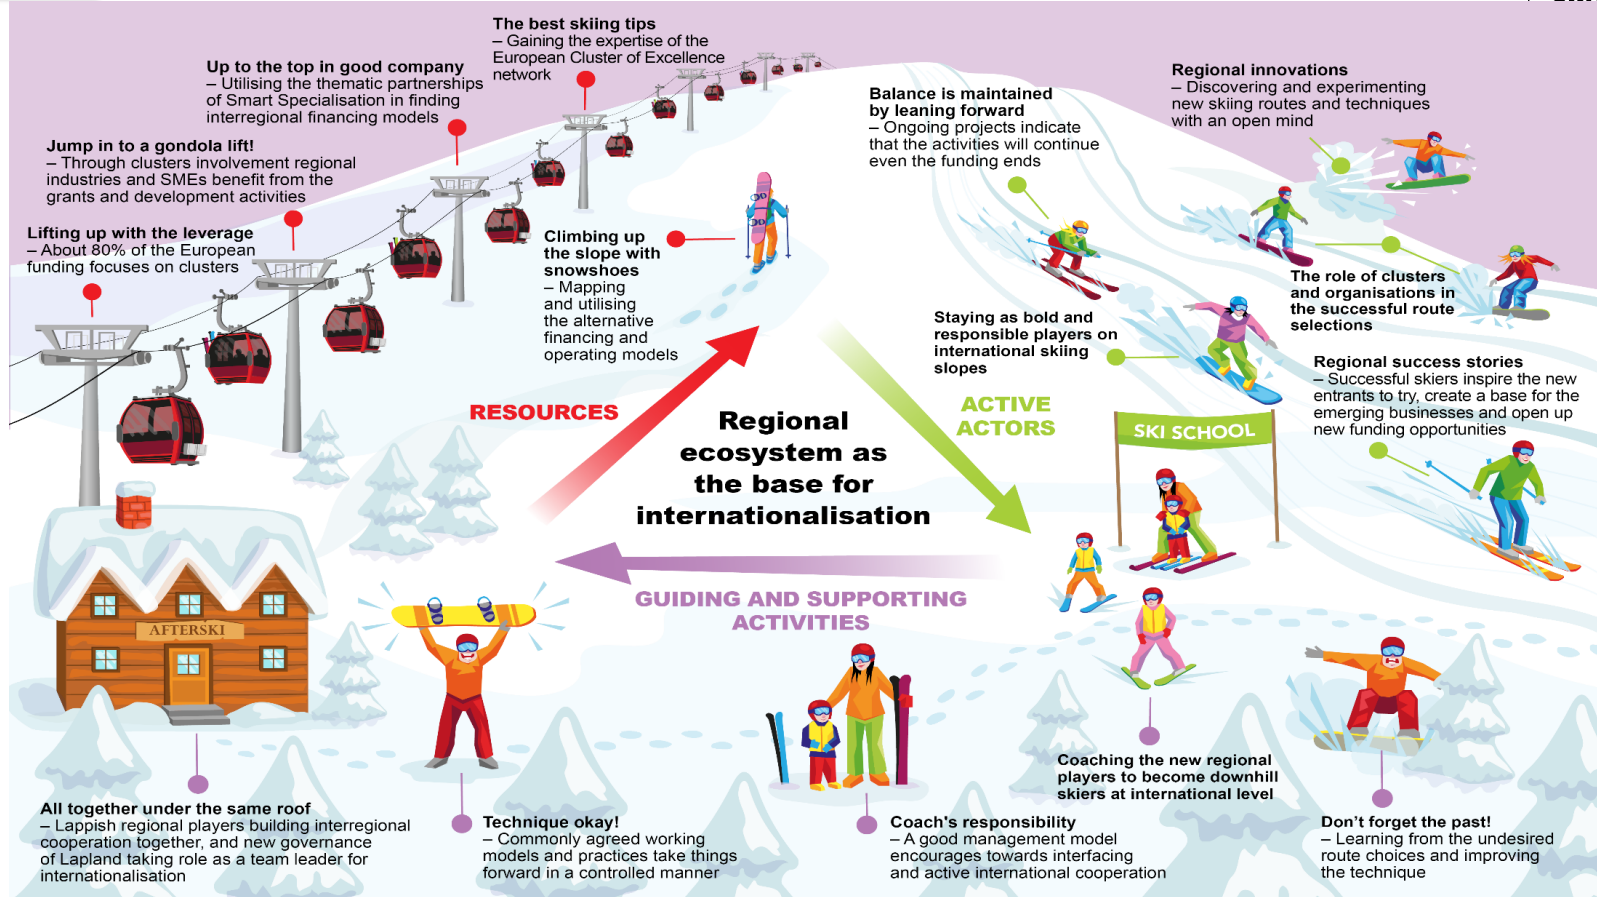 The best skiing tips
– Gaining the expertise of the
European Cluster of Excellence
network
Up to the top in good company
– Utilising the thematic partnerships
of Smart Specialisation in finding
interregional financing models
Jump in to a gondola lift!
– Through clusters involvement regional
industries and SMEs benefit from the
grants and development activities
Lifting up with the leverage
– About 80% of the European
funding focuses on clusters
Climbing up
the slope with
snowshoes
– Mapping
and utilising
the alternative
financing and
operating models
Balance is maintained
by leaning forward
– Ongoing projects indicate
that the activities will continue
even the funding ends
Regional innovations
– Discovering and experimenting
new skiing routes and techniques
with an open mind
The role of clusters
and organisations in
the successful route
selections
Staying as bold and
responsible players on
international skiing
slopes
Regional success stories
– Successful skiers inspire the new
entrants to try, create a base for the
emerging businesses and open up
new funding opportunities
RESOURCES
ACTIVE
ACTORS
SKI SCHOOL
Regional
ecosystem as
the base for
internationalisation
GUIDING AND SUPPORTING
ACTIVITIES
AFTERSKI
All together under the same roof
– Lappish regional players building interregional
cooperation together, and new governance
of Lapland taking role as a team leader for
internationalisation
Technique okay!
– Commonly agreed working
models and practices take things
forward in a controlled manner
Coach's responsibility
– A good management model
encourages towards interfacing
and active international cooperation
Coaching the new regional
players to become downhill
skiers at international level
Don’t forget the past!
– Learning from the undesired
route choices and improving
the technique